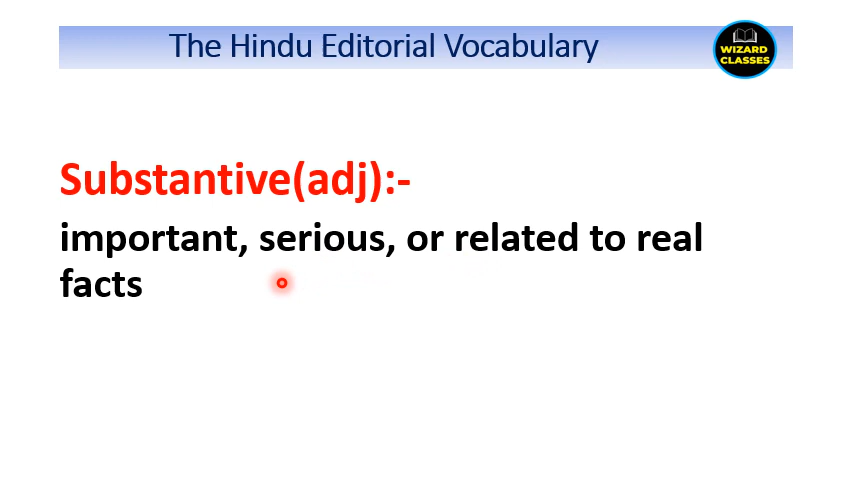 The Hindu Editorial Vocabulary
WIZARD
CLASSES
Substantive(adj):-
important, serious, or related to real
facts